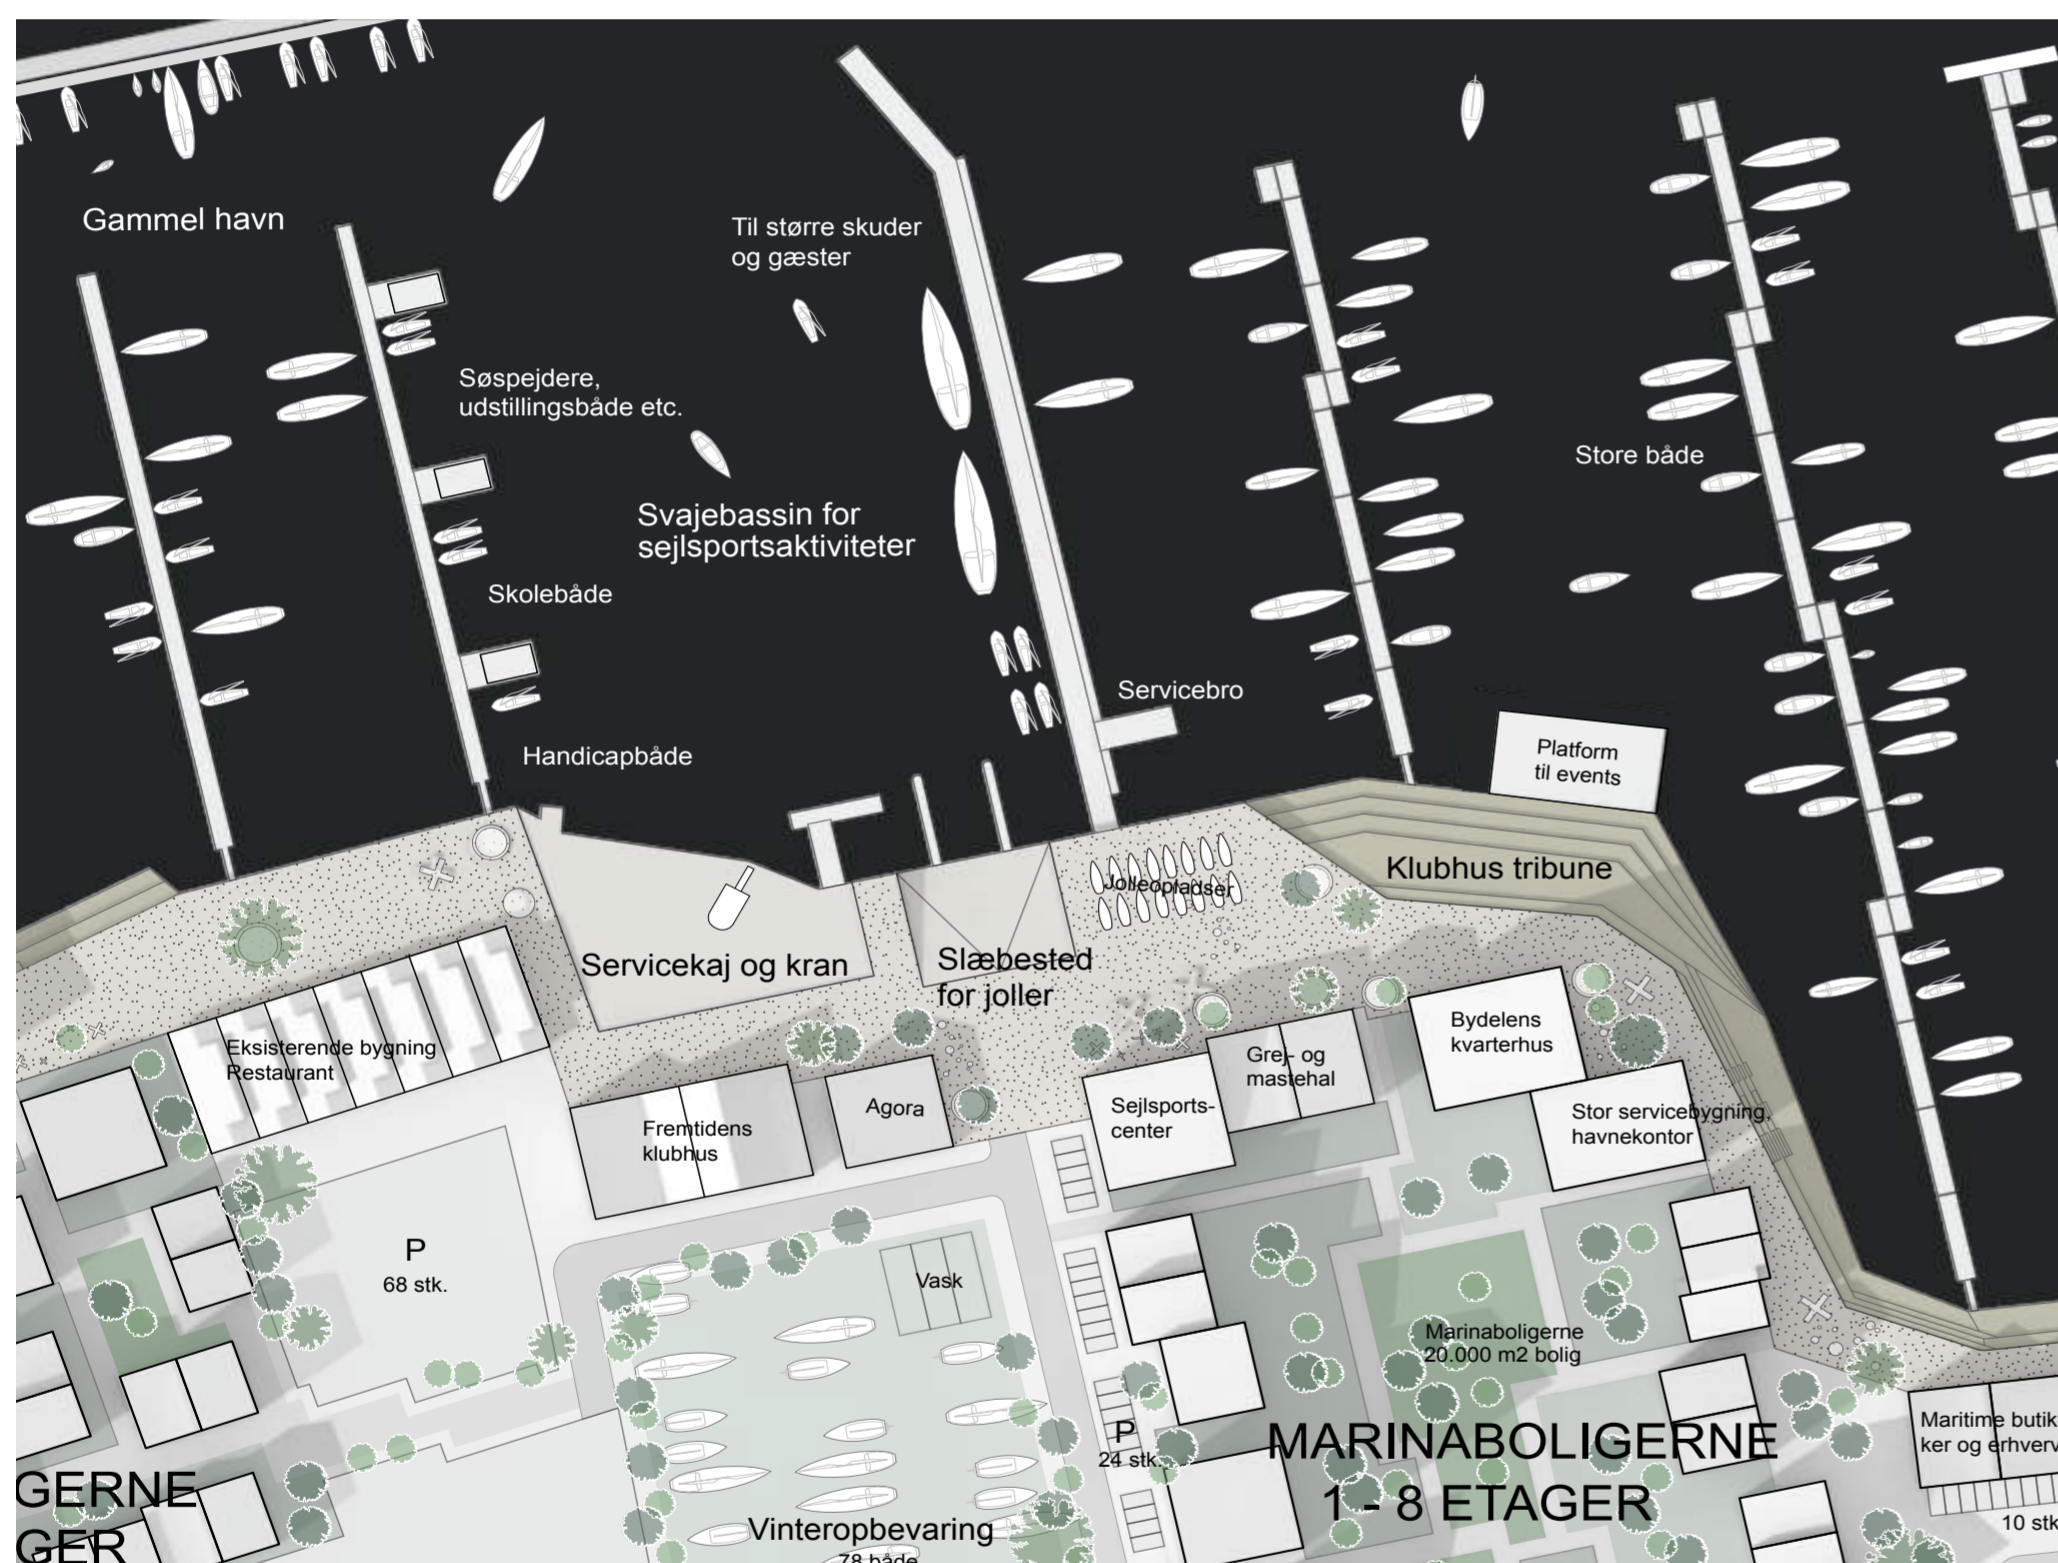 Gammel havn
Til større skuder
og gæster
Søspejdere,
udstillingsbåde etc.
Store både
Svajebassin for
sejlsportsaktiviteter
Skolebåde
Servicebro
Handicapbåde
Platform
til events
Klubhus tribune
Jolleopladser
Servicekaj og kran
Slæbested
for joller
Eksisterende bygning
Restaurant
Fremtidens
klubhus
Agora
Sejlsports-
center
Grej- og
mastehal
Bydelens
kvarterhus
Stor servicebygning,
havnekontor
P
68 stk.
Vask
Marinaboligerne
20.000 m2 bolig
P
24 stk.
MARINABOLIGERNE
1 - 8 ETAGER
Maritime butik
ker og erhverv
10 stk
GERNE
GER
Vinteropbevaring
78 både